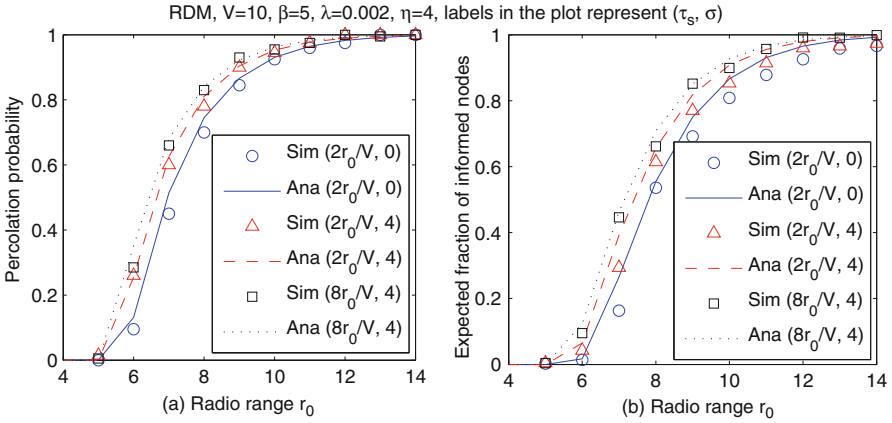 RDM, V=10, β=5, λ=0.002, η=4, labels in the plot represent (τs, σ)
Percolation probability
1
0.8
0.6
0.4
0.2
0
4 6 8 10 12 14
(a) Radio range r0
Sim (2r0/V, 0)
Ana (2r0/V, 0)
Sim (2r0/V, 4)
Ana (2r0/V, 4)
Sim (8r0/V, 4)
Ana (8r0/V, 4)
Expected fraction of informed nodes
1
0.8
0.6
0.4
0.2
0
4 6 8 10 12 14
(b) Radio range r0
Sim (2r0/V, 0)
Ana (2r0/V, 0)
Sim (2r0/V, 4)
Ana (2r0/V, 4)
Sim (8r0/V, 4)
Ana (8r0/V, 4)